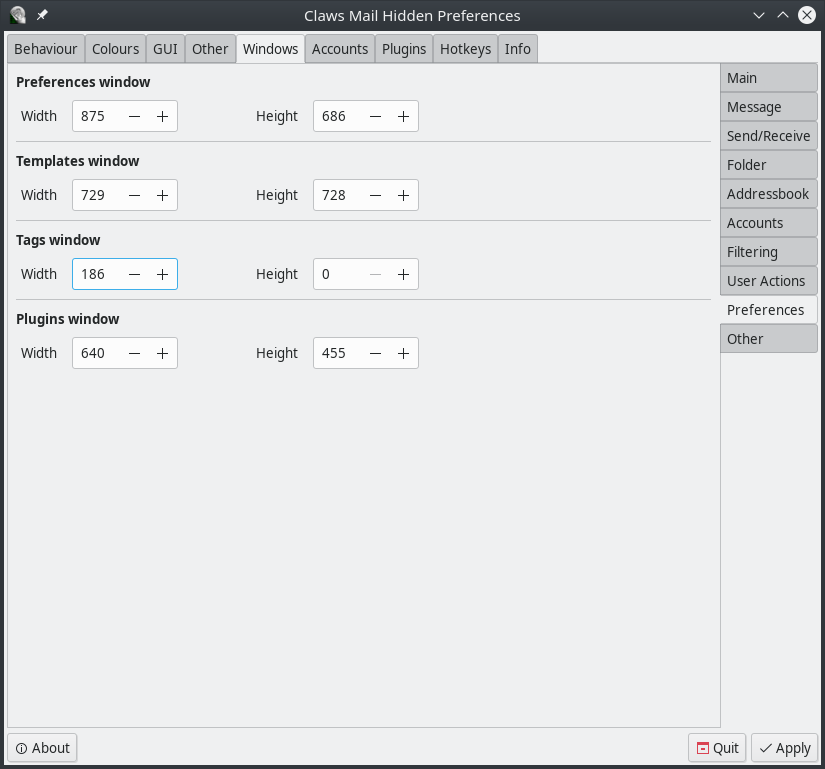 Claws Mail Hidden Preferences
Behaviour Colours GUI Other Windows Accounts Plugins Hotkeys Info
Preferences window
Width 875 Height 686
Templates window
Width 729 Height 728
Tags window
Width 186 Height 0
Plugins window
Width 640 Height 455
Main
Message
Send/Receive
Folder
Addressbook
Accounts
Filtering
User Actions
Preferences
Other
About Quit Apply